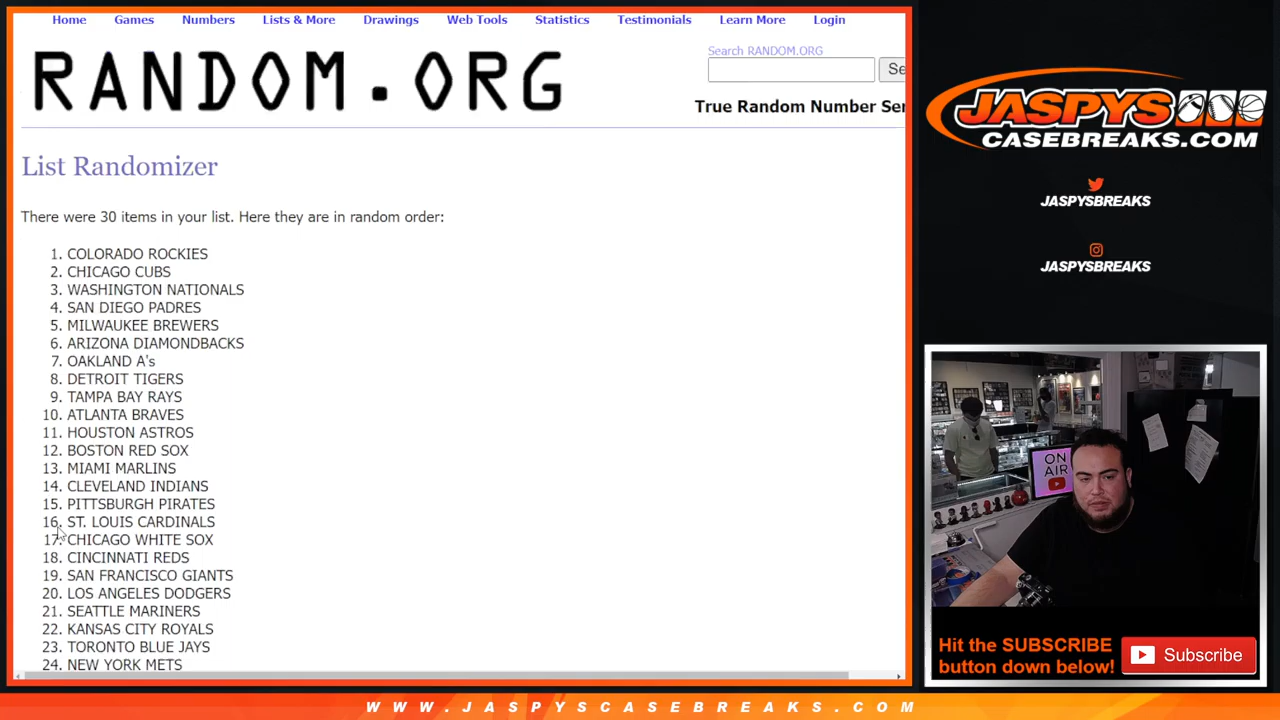 Home Games Numbers Lists & More Drawings Web Tools Statistics Testimonials Learn More Login
RANDOM.ORG
Search RANDOM.ORG
Se
True Random Number Ser
List Randomizer
There were 30 items in your list. Here they are in random order:
1. COLORADO ROCKIES
2. CHICAGO CUBS
3. WASHINGTON NATIONALS
4. SAN DIEGO PADRES
5. MILWAUKEE BREWERS
6. ARIZONA DIAMONDBACKS
7. OAKLAND A's
8. DETROIT TIGERS
9. TAMPA BAY RAYS
10. ATLANTA BRAVES
11. HOUSTON ASTROS
12. BOSTON RED SOX
13. MIAMI MARLINS
14. CLEVELAND INDIANS
15. PITTSBURGH PIRATES
16. ST. LOUIS CARDINALS
17. CHICAGO WHITE SOX
18. CINCINNATI REDS
19. SAN FRANCISCO GIANTS
20. LOS ANGELES DODGERS
21. SEATTLE MARINERS
22. KANSAS CITY ROYALS
23. TORONTO BLUE JAYS
24. NEW YORK METS
JASPYS
CASEBREAKS.COM
JASPYSBREAKS
JASPYSBREAKS
ON
AIR
Hit the SUBSCRIBE
button down below!
Subscribe
WWW.JASPYSCASEBREAKS.COM